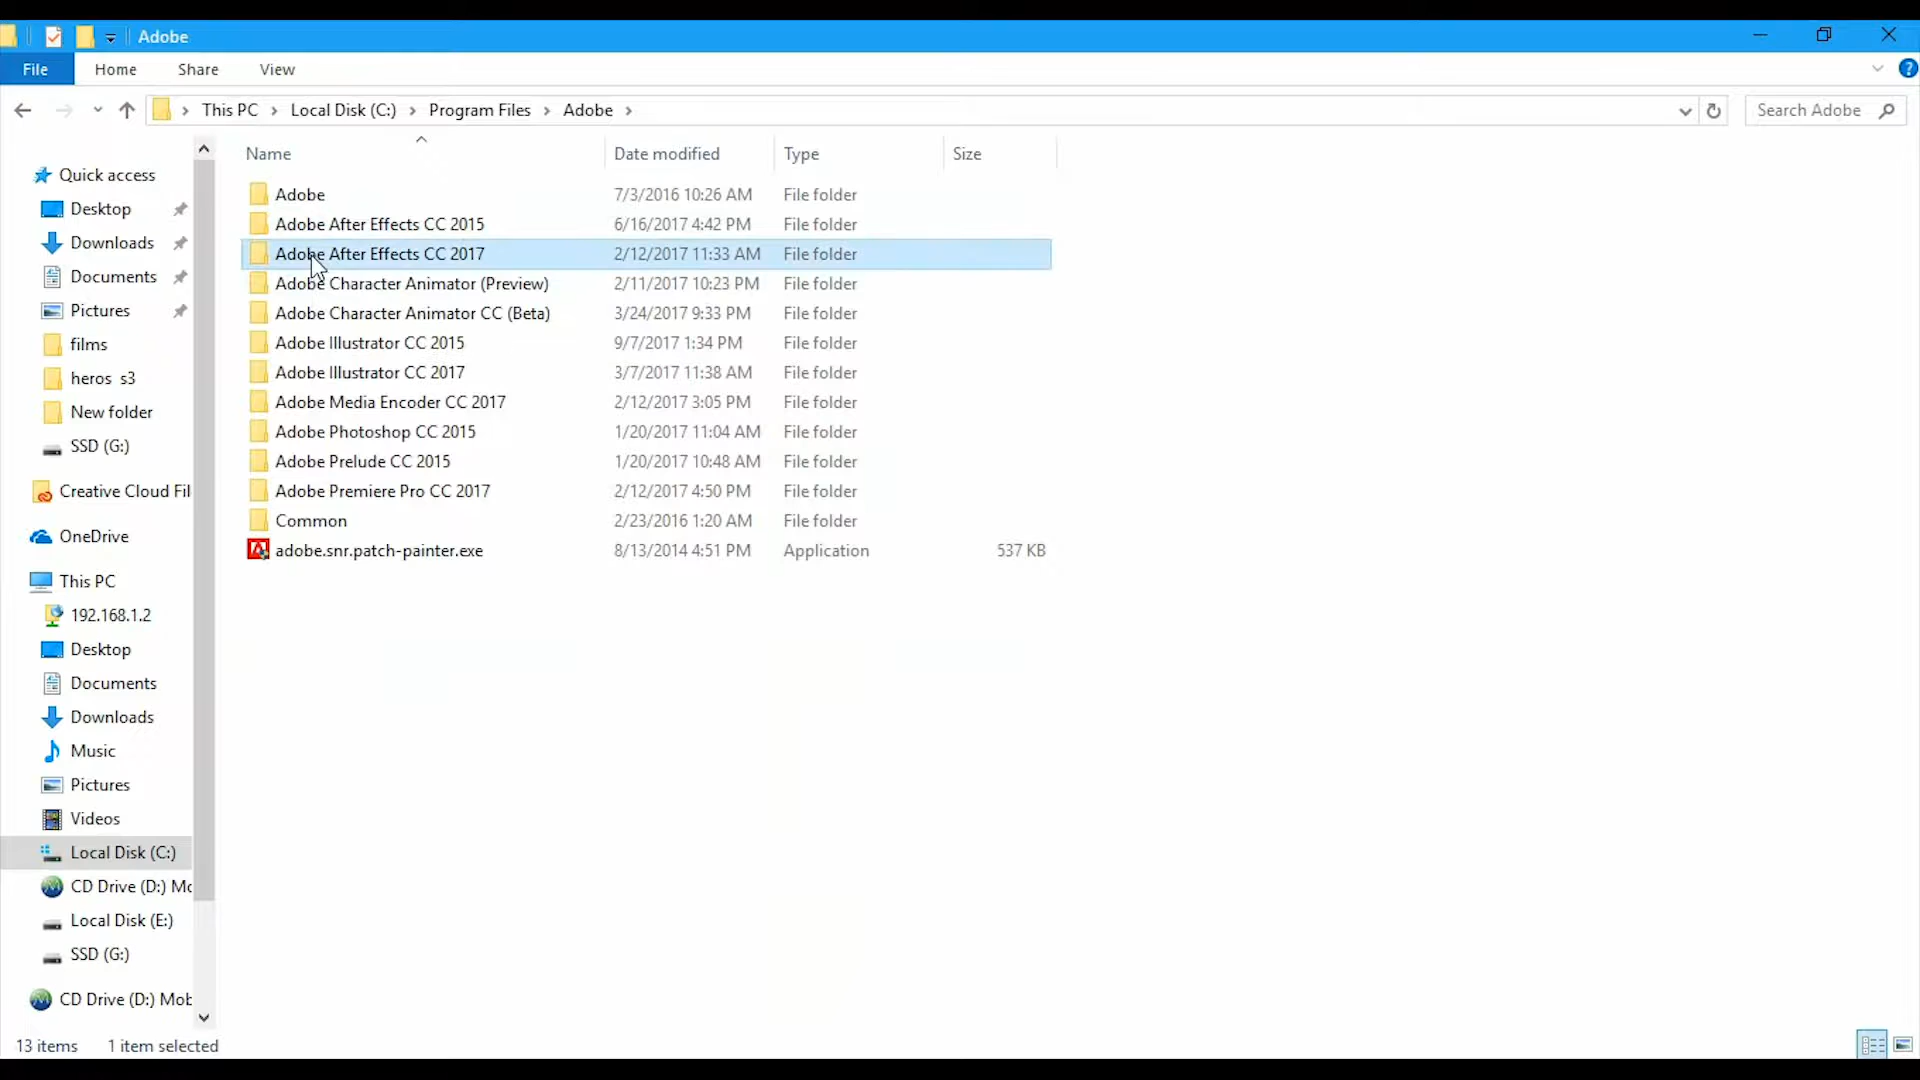 Adobe
File Home Share View
This PC Local Disk (C:) Program Files Adobe Search Adobe
Name Date modified Type Size
Adobe 7/3/2016 10:26 AM File folder
Adobe After Effects CC 2015 6/16/2017 4:42 PM File folder
Adobe After Effects CC 2017 2/12/2017 11:33 AM File folder
Adobe Character Animator (Preview) 2/11/2017 10:23 PM File folder
Adobe Character Animator CC (Beta) 3/24/2017 9:33 PM File folder
Adobe Illustrator CC 2015 9/7/2017 1:34 PM File folder
Adobe Illustrator CC 2017 3/7/2017 11:38 AM File folder
Adobe Media Encoder CC 2017 2/12/2017 3:05 PM File folder
Adobe Photoshop CC 2015 1/20/2017 11:04 AM File folder
Adobe Prelude CC 2015 1/20/2017 10:48 AM File folder
Adobe Premiere Pro CC 2017 2/12/2017 4:50 PM File folder
Common 2/23/2016 1:20 AM File folder
adobe.snr.patch-painter.exe 8/13/2014 4:51 PM Application 537 KB
Quick access
Desktop
Downloads
Documents
Pictures
films
heros s3
New folder
SSD (G:)
Creative Cloud Fil
OneDrive
This PC
192.168.1.2
Desktop
Documents
Downloads
Music
Pictures
Videos
Local Disk (C:)
CD Drive (D:) Mo
Local Disk (E:)
SSD (G:)
CD Drive (D:) Mob
13 items 1 item selected